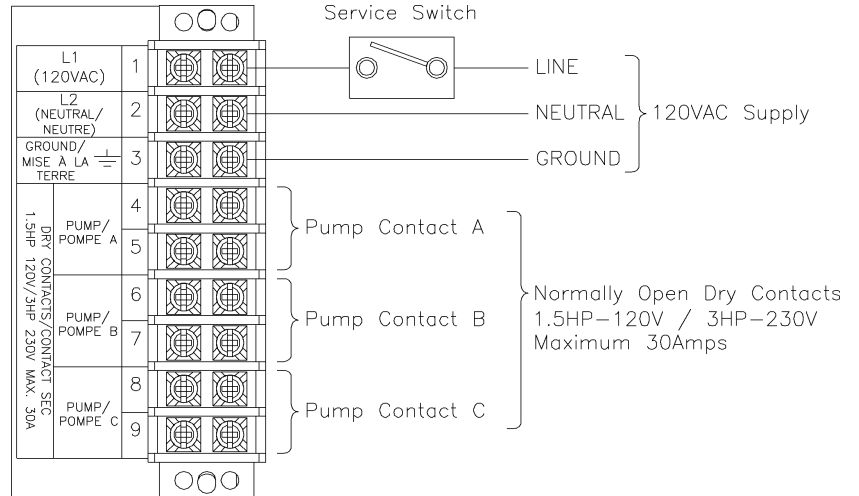 Service Switch
L1
(120VAC)
1
LINE
L2
(NEUTRAL/
NEUTRE)
2
NEUTRAL
120VAC Supply
GROUND/
MISE À LA
TERRE
3
GROUND
DRY CONTACTS/CONTACT SEC
1.5HP 120V/3HP 230V MAX. 30A
PUMP/
POMPE A
4
5
Pump Contact A
PUMP/
POMPE B
6
7
Pump Contact B
PUMP/
POMPE C
8
9
Pump Contact C
Normally Open Dry Contacts
1.5HP-120V / 3HP-230V
Maximum 30Amps